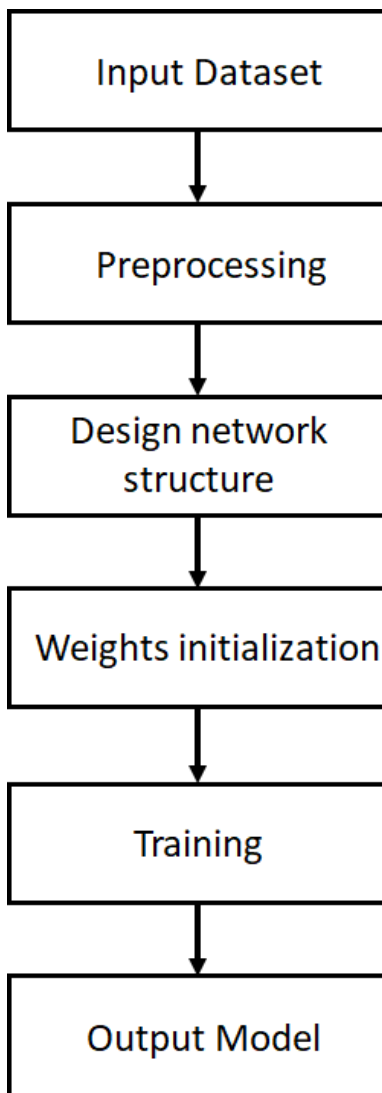 Input Dataset
Preprocessing
Design network
structure
Weights initialization
Training
Output Model